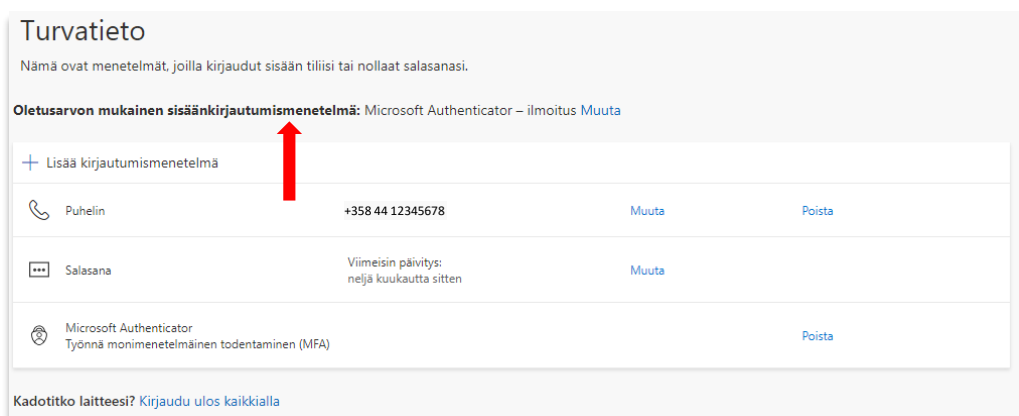 Turvatieto
Nämä ovat menetelmät, joilla kirjaudut sisään tiliisi tai nollaat salasanasi.
Oletusarvon mukainen sisäänkirjautumismenetelmä: Microsoft Authenticator – ilmoitus Muuta
+ Lisää kirjautumismenetelmä
Puhelin +358 44 12345678 Muuta Poista
Salasana Viimeisin päivitys: Muuta
neljä kuukautta sitten
Microsoft Authenticator Poista
Työnnä monimenetelmäinen todentaminen (MFA)
Kadotitko laitteesi? Kirjaudu ulos kaikkialla